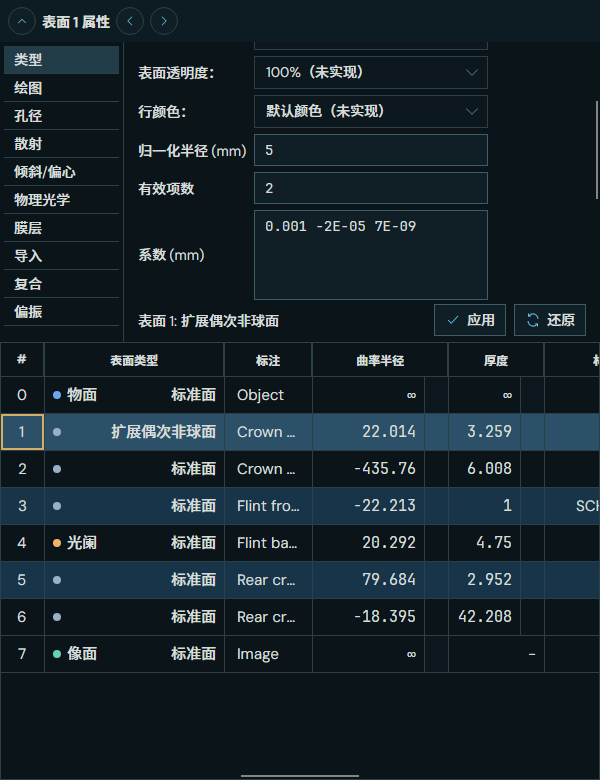 表面 1 属性
类型
绘图
孔径
散射
倾斜/偏心
物理光学
膜层
导入
复合
偏振
表面透明度: 100%（未实现）
行颜色: 默认颜色（未实现）
归一化半径 (mm) 5
有效项数 2
系数 (mm) 0.001 -2E-05 7E-09
表面 1: 扩展偶次非球面 应用 还原
# 表面类型 标注 曲率半径 厚度
0 物面 标准面 Object ∞ ∞
1 扩展偶次非球面 Crown ... 22.014 3.259
2 标准面 Crown ... -435.76 6.008
3 标准面 Flint fro... -22.213 1
4 光阑 标准面 Flint ba... 20.292 4.75
5 标准面 Rear cr... 79.684 2.952
6 标准面 Rear cr... -18.395 42.208
7 像面 标准面 Image ∞ -